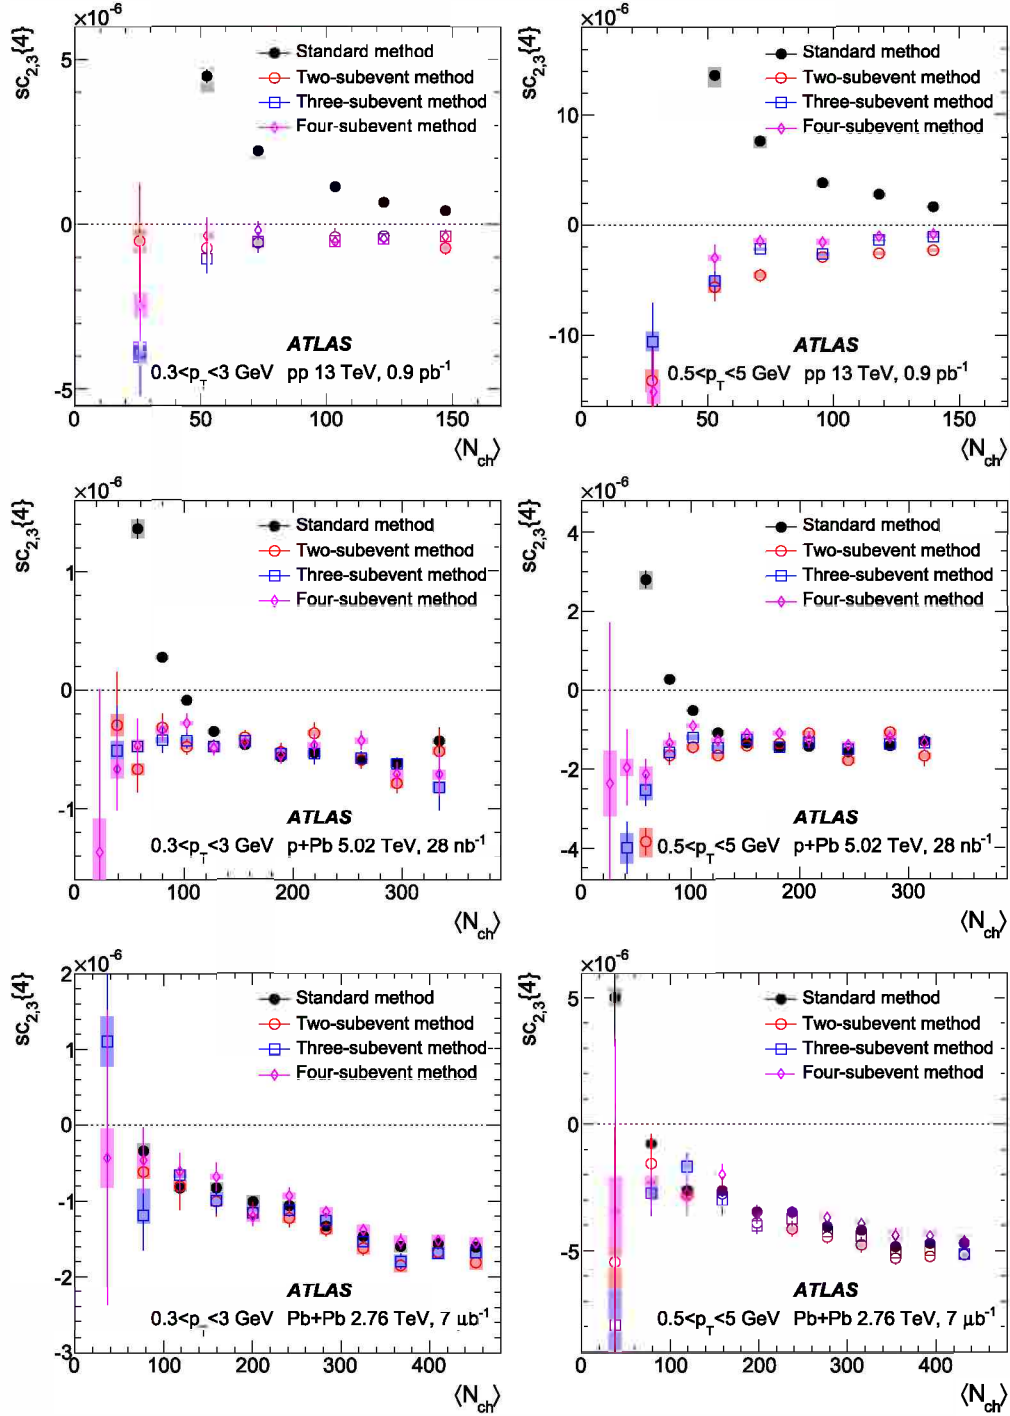 ×10⁻⁶
sc₂,₃{4}
Standard method
Two-subevent method
Three-subevent method
Four-subevent method
5
0
-5
ATLAS
0.3<p_T<3 GeV pp 13 TeV, 0.9 pb⁻¹
0 50 100 150
⟨N_ch⟩
×10⁻⁶
sc₂,₃{4}
Standard method
Two-subevent method
Three-subevent method
Four-subevent method
10
0
-10
ATLAS
0.5<p_T<5 GeV pp 13 TeV, 0.9 pb⁻¹
0 50 100 150
⟨N_ch⟩
×10⁻⁶
sc₂,₃{4}
Standard method
Two-subevent method
Three-subevent method
Four-subevent method
1
0
-1
ATLAS
0.3<p_T<3 GeV p+Pb 5.02 TeV, 28 nb⁻¹
0 100 200 300
⟨N_ch⟩
×10⁻⁶
sc₂,₃{4}
Standard method
Two-subevent method
Three-subevent method
Four-subevent method
4
2
0
-2
-4
ATLAS
0.5<p_T<5 GeV p+Pb 5.02 TeV, 28 nb⁻¹
0 100 200 300
⟨N_ch⟩
×10⁻⁶
sc₂,₃{4}
Standard method
Two-subevent method
Three-subevent method
Four-subevent method
2
1
0
-1
-2
-3
ATLAS
0.3<p_T<3 GeV Pb+Pb 2.76 TeV, 7 μb⁻¹
0 100 200 300 400
⟨N_ch⟩
×10⁻⁶
sc₂,₃{4}
Standard method
Two-subevent method
Three-subevent method
Four-subevent method
5
0
-5
ATLAS
0.5<p_T<5 GeV Pb+Pb 2.76 TeV, 7 μb⁻¹
0 100 200 300 400
⟨N_ch⟩